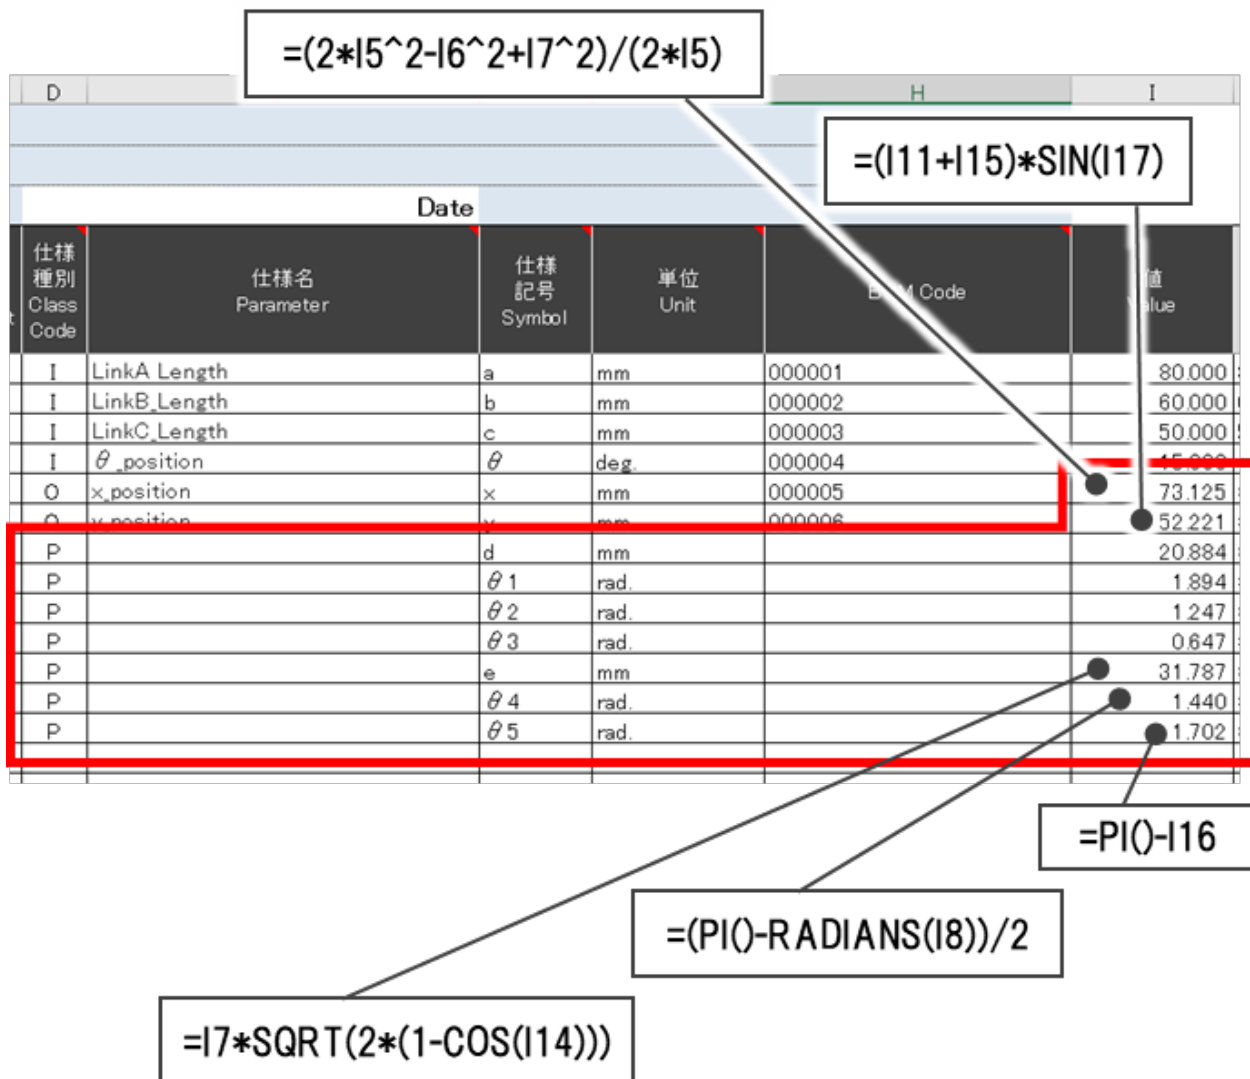 =(2*I5^2-I6^2+I7^2)/(2*I5)
D H I
=(I11+I15)*SIN(I17)
Date
仕様種別 Class Code 仕様名 Parameter 仕様記号 Symbol 単位 Unit Code 値
I LinkA Length a mm 000001 80.000
I LinkB_Length b mm 000002 60.000
I LinkC_Length c mm 000003 50.000
I θ_position θ deg. 000004
O x_position x mm 000005 73.125
O y_position y mm 000006 52.221
P d mm 20.884
P θ1 rad. 1.894
P θ2 rad. 1.247
P θ3 rad. 0.647
P e mm 31.787
P θ4 rad. 1.440
P θ5 rad. 1.702
=PI()-I16
=(PI()-RADIANS(I8))/2
=I7*SQRT(2*(1-COS(I14)))